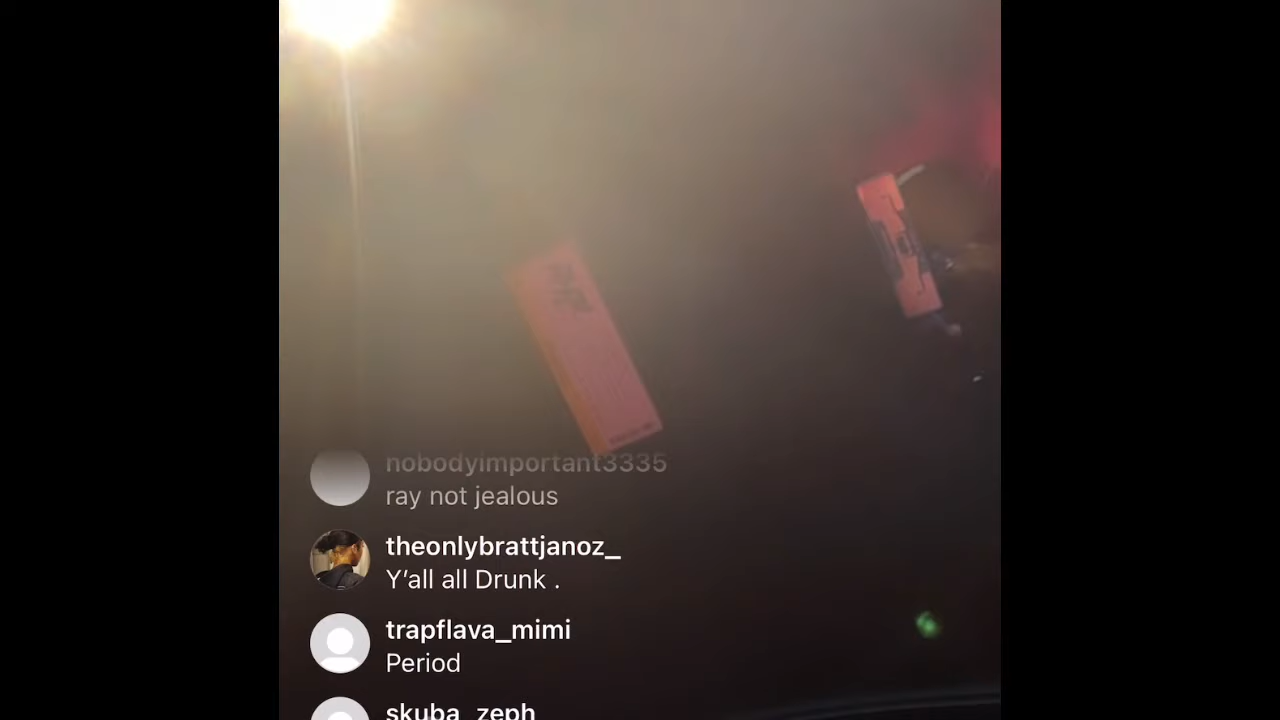 nobodyimportant3335
ray not jealous
theonlybrattjanoz_
Y’all all Drunk .
trapflava_mimi
Period
skuba_zeph